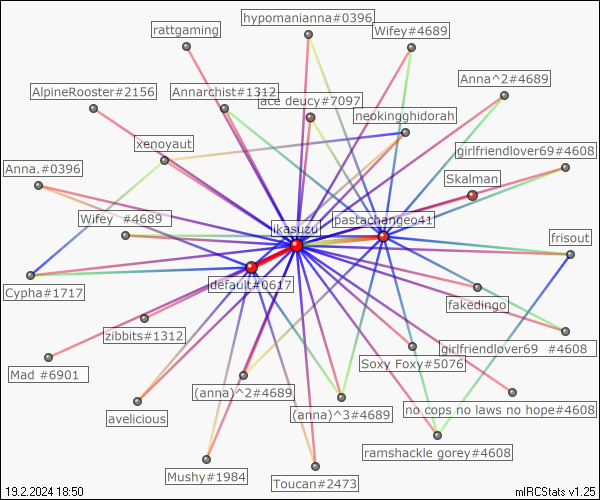 hypomanianna#0396
rattgaming
Wifey#4689
Anna^2#4689
AlpineRooster#2156
Annarchist#1312
ace deucy#7097
neokingghidorah
xenoyaut
girlfriendlover69#4608
Anna.#0396
Skalman
Wifey #4689
ikasuzu
pastachangeo41
frisout
Cypha#1717
default#0617
fakedingo
zibbits#1312
girlfriendlover69 #4608
Mad #6901
Soxy Foxy#5076
(anna)^2#4689
avelicious
(anna)^3#4689
no cops no laws no hope#4608
ramshackle gorey#4608
Mushy#1984
Toucan#2473
19.2.2024 18:50
mIRCStats v1.25